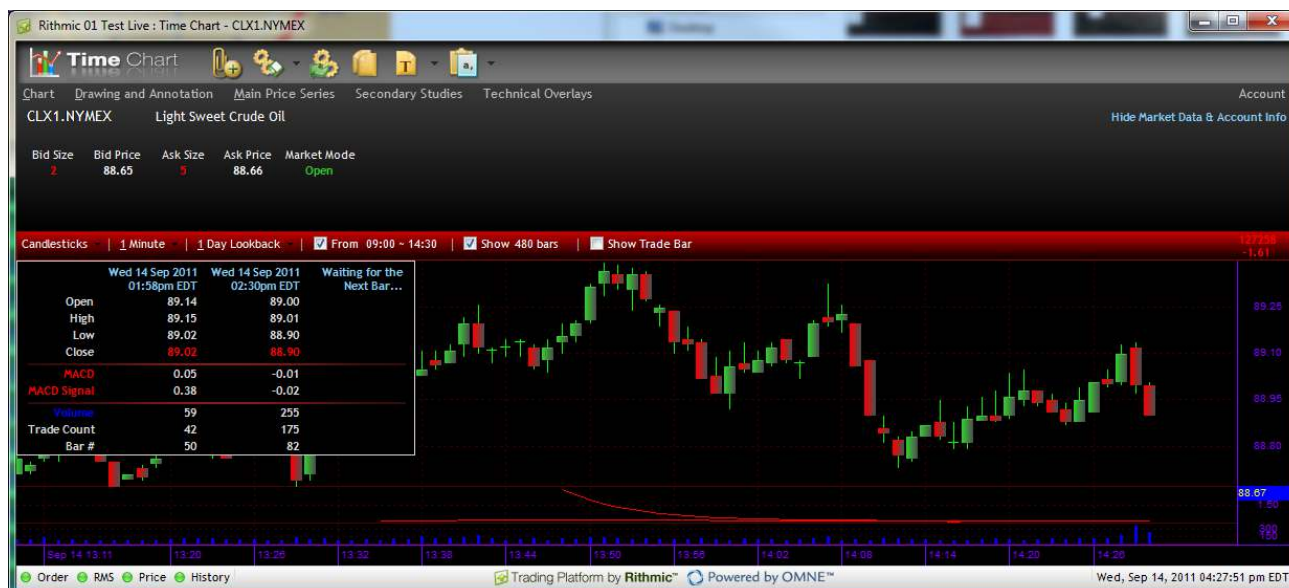 Rithmic 01 Test Live : Time Chart - CLX1.NYMEX
Time Chart
Chart Drawing and Annotation Main Price Series Secondary Studies Technical Overlays Account
CLX1.NYMEX Light Sweet Crude Oil Hide Market Data & Account Info
Bid Size Bid Price Ask Size Ask Price Market Mode
2 88.65 5 88.66 Open
Candlesticks | 1 Minute | 1 Day Lookback | From 09:00 ~ 14:30 | Show 480 bars | Show Trade Bar
-1.61
Wed 14 Sep 2011 Wed 14 Sep 2011 Waiting for the
01:58pm EDT 02:30pm EDT Next Bar...
Open 89.14 89.00
High 89.15 89.01
Low 89.02 88.90
Close 89.02 88.90
MACD 0.05 -0.01
MACD Signal 0.38 -0.02
Volume 59 255
Trade Count 42 175
Bar # 50 82
89.25
89.10
88.95
88.80
88.67
1.50
300
150
Sep 14 13:11 13:20 13:26 13:32 13:38 13:44 13:50 13:56 14:02 14:08 14:14 14:20 14:26
Order RMS Price History Trading Platform by Rithmic™ Powered by OMNE™ Wed, Sep 14, 2011 04:27:51 pm EDT